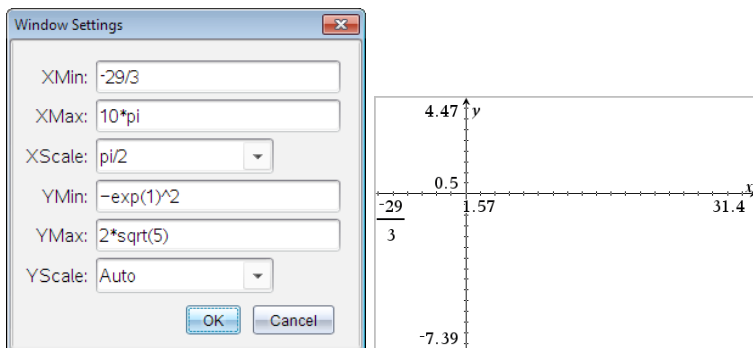 Window Settings
XMin: -29/3
XMax: 10*pi
XScale: pi/2
YMin: −exp(1)^2
YMax: 2*sqrt(5)
YScale: Auto
OK Cancel
4.47 y
0.5 x
-29
3
1.57 31.4
-7.39